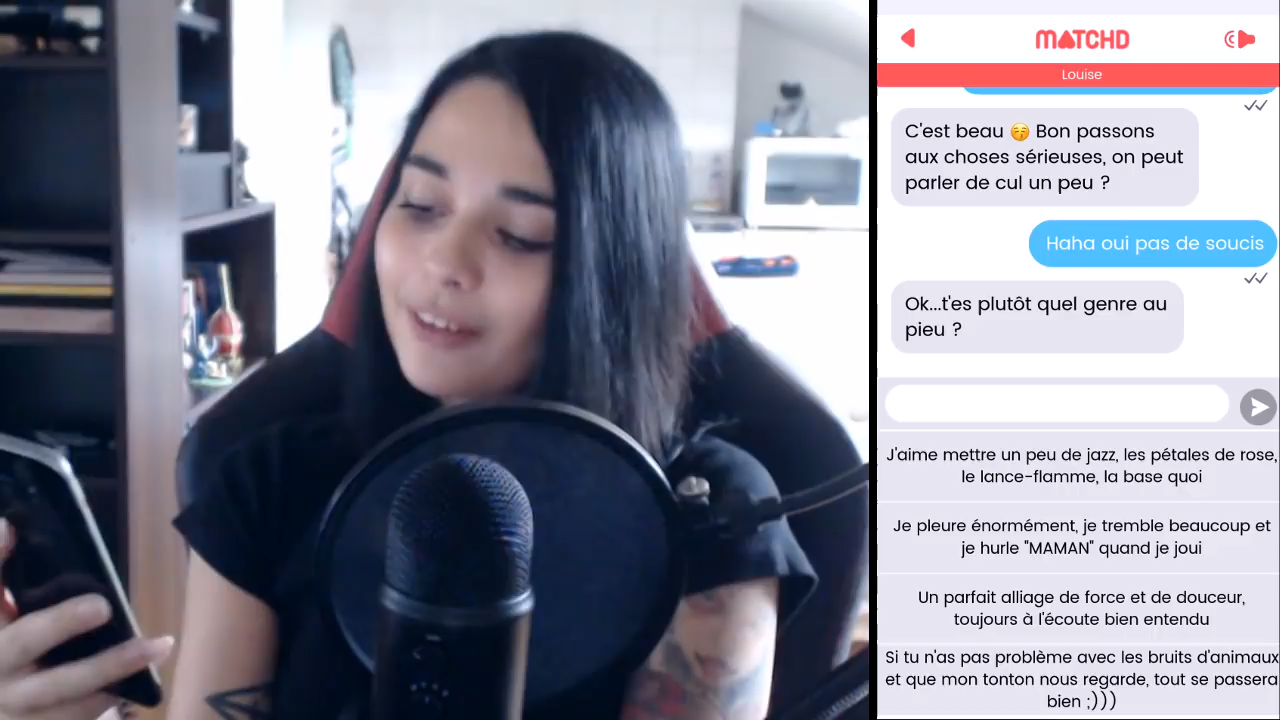 MATCHD
Louise
C'est beau 😚 Bon passons
aux choses sérieuses, on peut
parler de cul un peu ?
Haha oui pas de soucis
Ok...t'es plutôt quel genre au
pieu ?
J'aime mettre un peu de jazz, les pétales de rose,
le lance-flamme, la base quoi
Je pleure énormément, je tremble beaucoup et
je hurle "MAMAN" quand je joui
Un parfait alliage de force et de douceur,
toujours à l'écoute bien entendu
Si tu n'as pas problème avec les bruits d'animaux
et que mon tonton nous regarde, tout se passera
bien ;)))